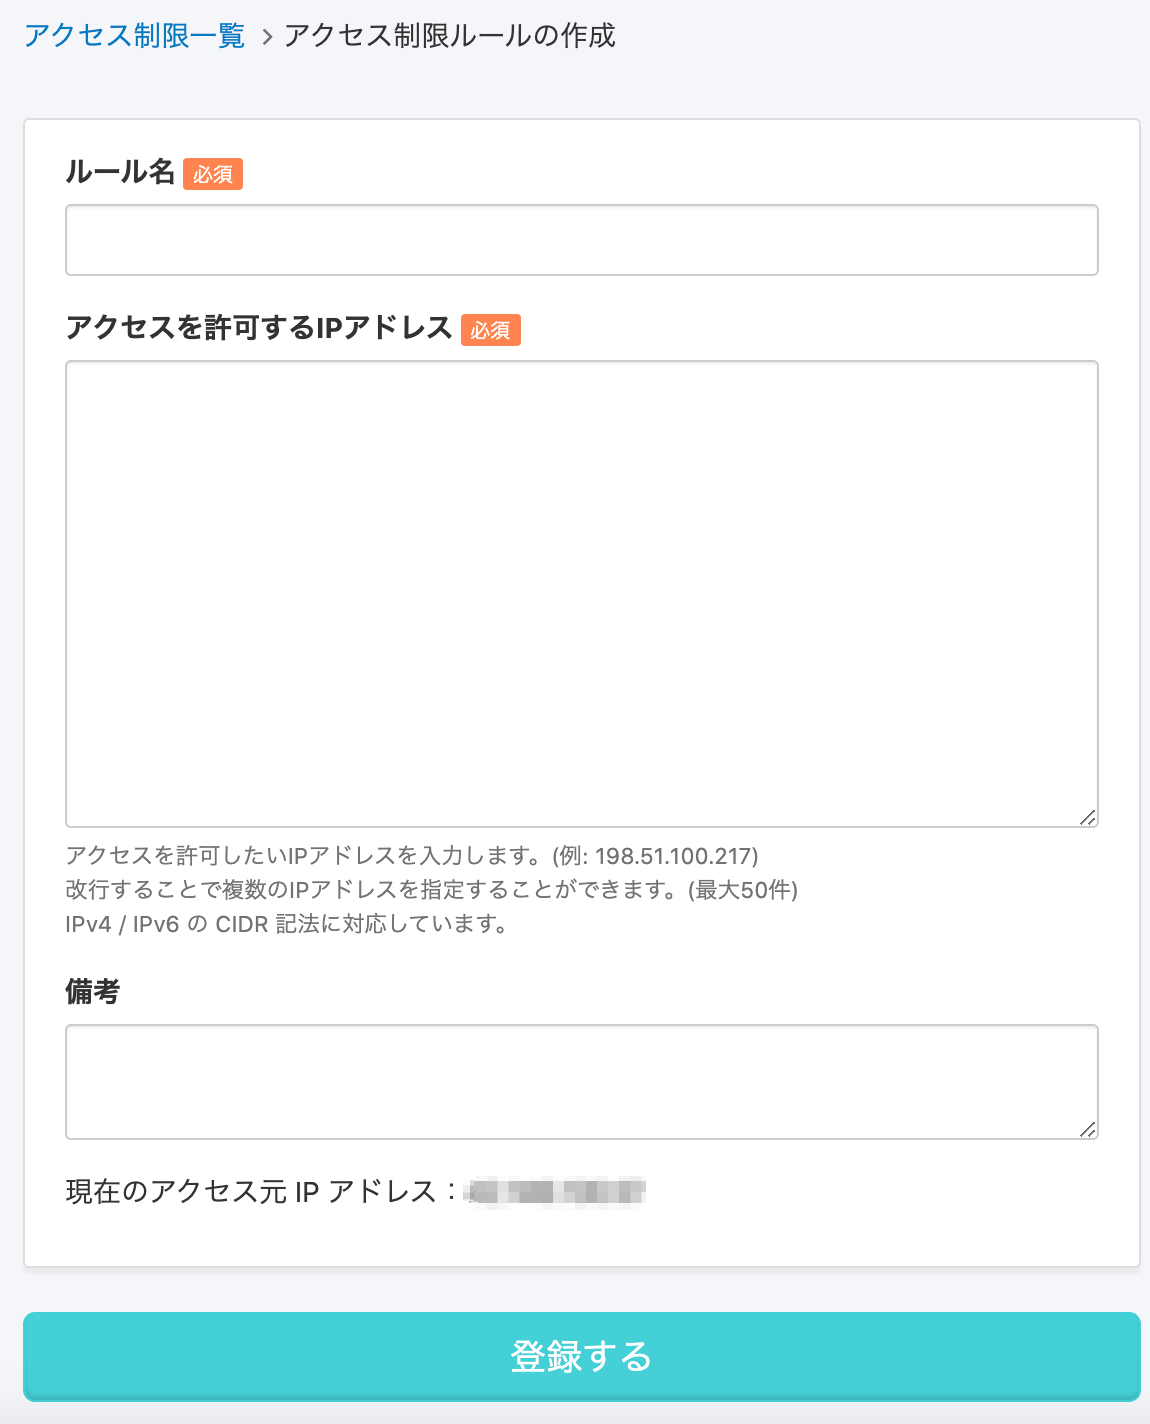 アクセス制限一覧 > アクセス制限ルールの作成
ルール名 必須
アクセスを許可するIPアドレス 必須
アクセスを許可したいIPアドレスを入力します。(例: 198.51.100.217)
改行することで複数のIPアドレスを指定することができます。(最大50件)
IPv4 / IPv6 の CIDR 記法に対応しています。
備考
現在のアクセス元 IP アドレス：
登録する